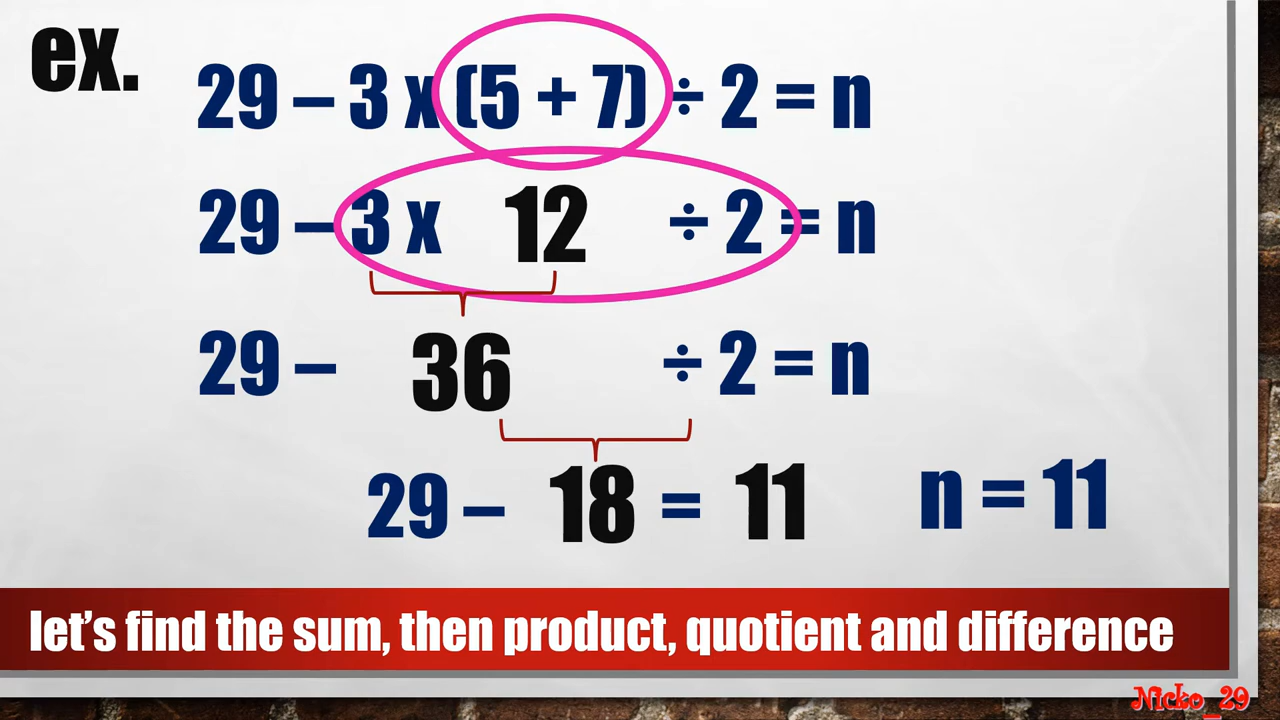 ex.
29 – 3 x (5 + 7) ÷ 2 = n
29 – 3 x 12 ÷ 2 = n
29 – 36 ÷ 2 = n
29 – 18 = 11 n = 11
let's find the sum, then product, quotient and difference
Nicko_29